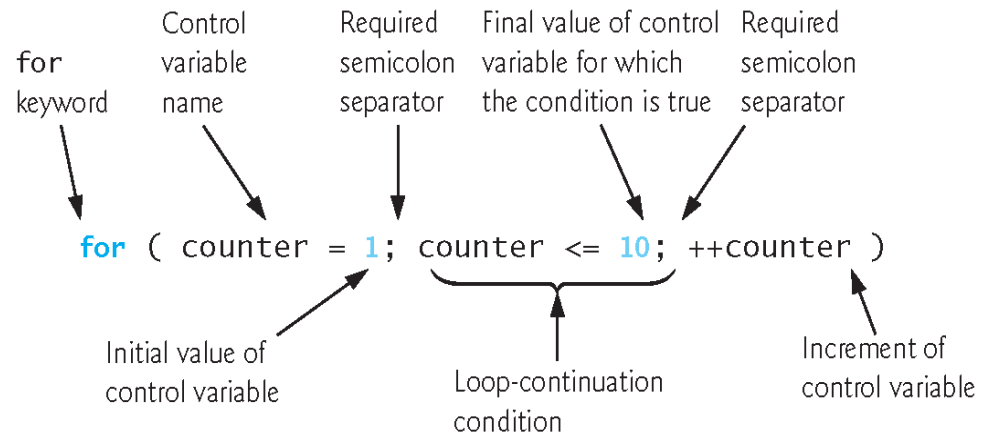 for
keyword
Control
variable
name
Required
semicolon
separator
Final value of control
variable for which
the condition is true
Required
semicolon
separator
for ( counter = 1; counter <= 10; ++counter )
Initial value of
control variable
Loop-continuation
condition
Increment of
control variable